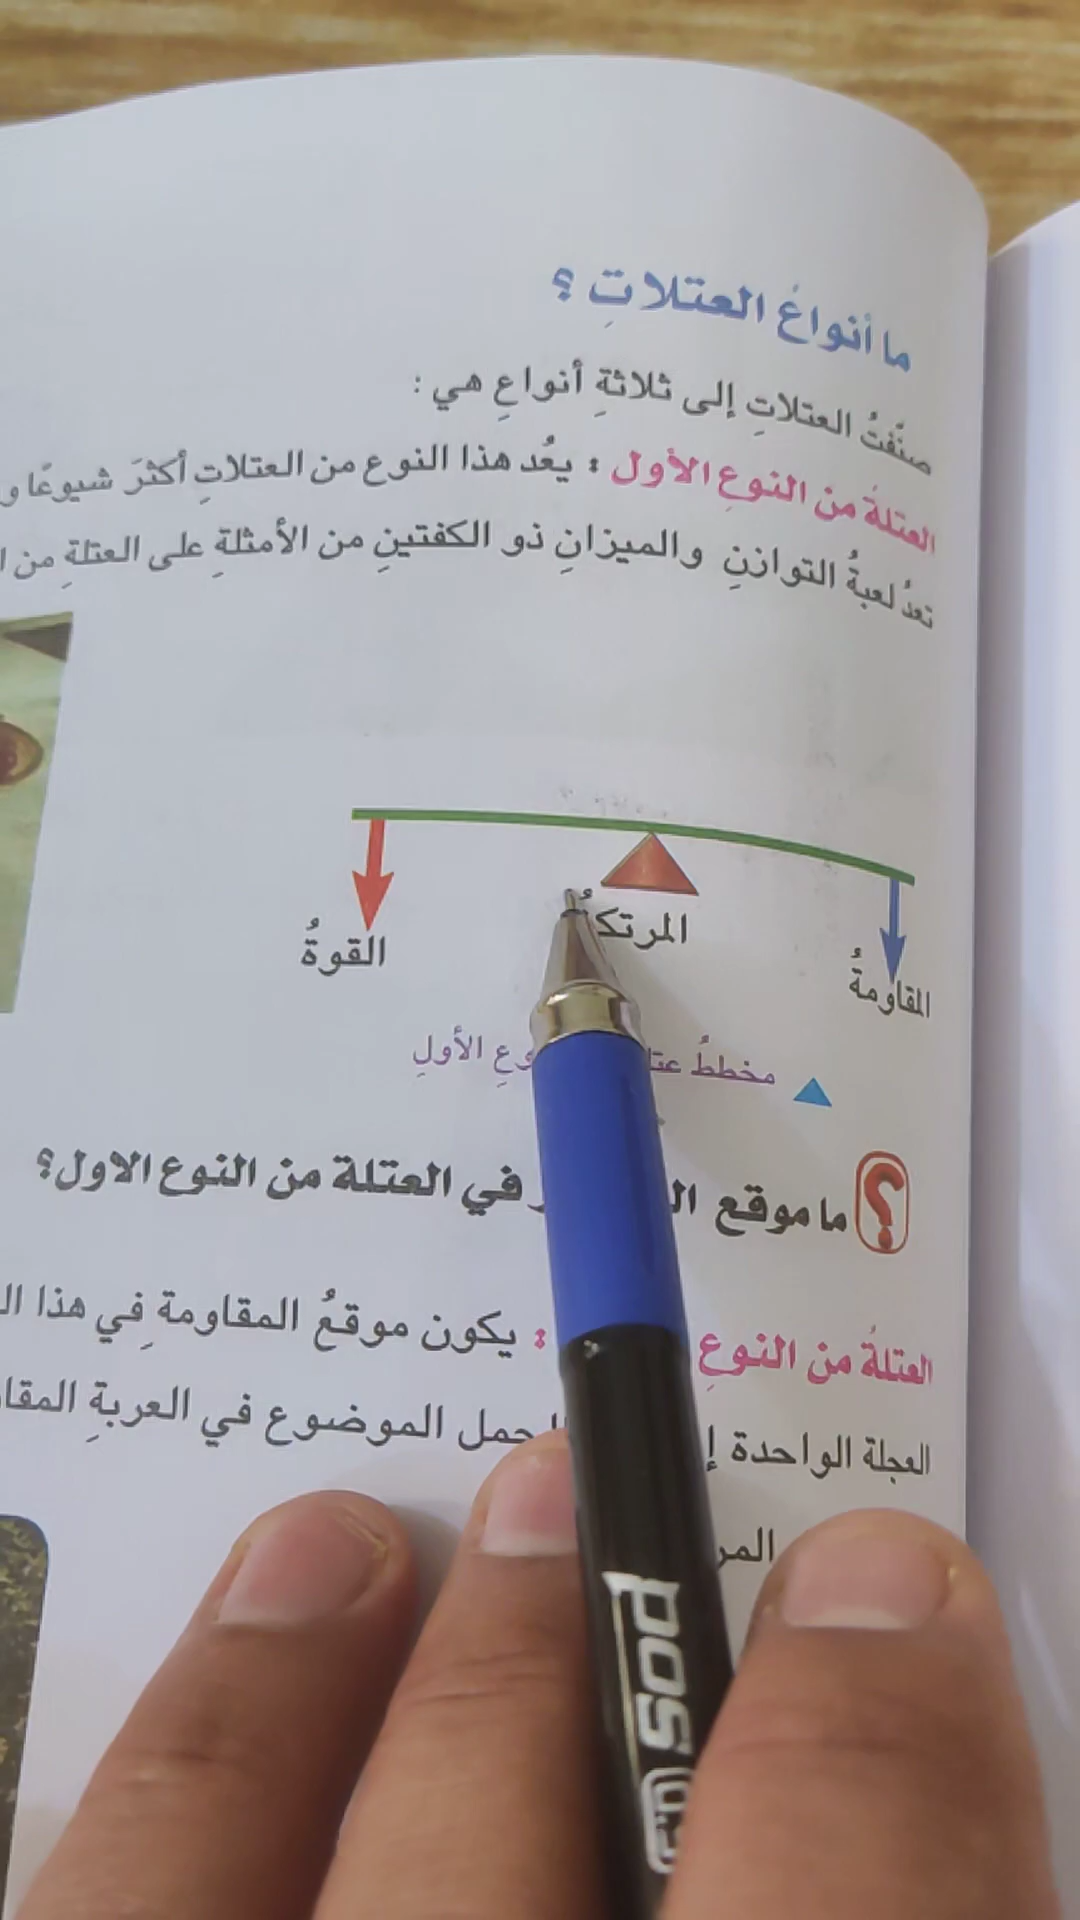 ما أنواعُ العتلاتِ ؟
صنّفتُ العتلاتِ إلى ثلاثةِ أنواعِ هي :
العتلةُ من النوعِ الأول : يعُد هذا النوع من العتلاتِ أكثرَ شيوعًا و
تعدُ لعبةُ التوازنِ والميزانِ ذو الكفتينِ من الأمثلةِ على العتلةِ من
القوةُ
المقاومةُ
مخططُ الأولِ
ما موقع في العتلة من النوع الاول؟
العتلةُ من النوعِ : يكون موقعُ المقاومةِ في هذا
العجلة الواحدة الموضوع في العربةِ
pos